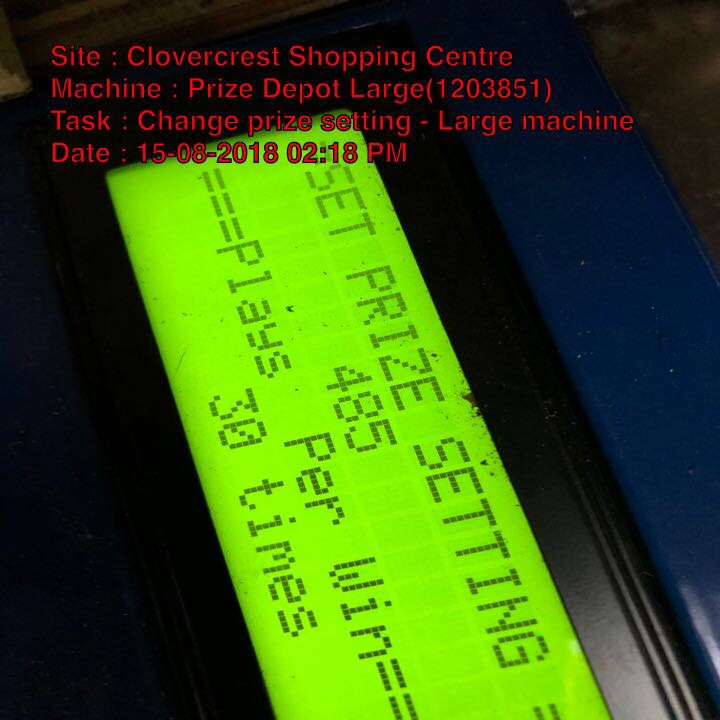 Site : Clovercrest Shopping Centre
Machine : Prize Depot Large(1203851)
Task : Change prize setting - Large machine
Date : 15-08-2018 02:18 PM
SET PRIZE SETTING =
485
===Plays Per win==
30 times